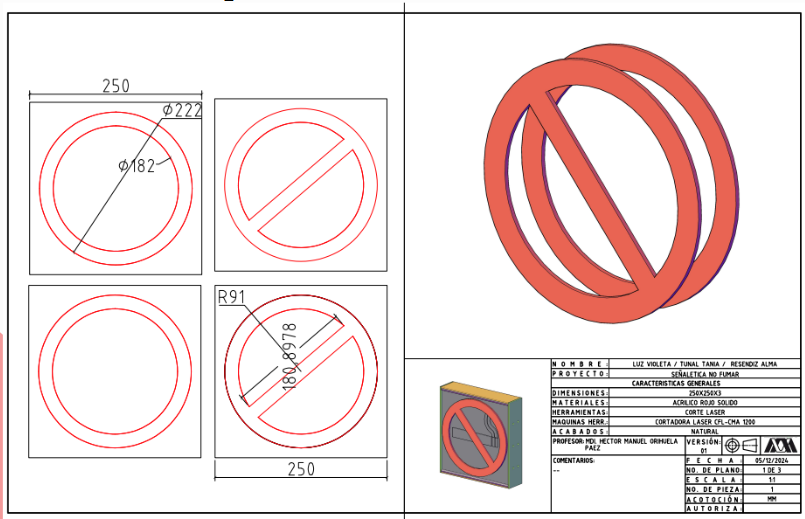 250
Ø222
Ø182
R91
180.8978
250
NOMBRE: LUZ VIOLETA / TUNAL TANIA / RESENDIZ ALMA
PROYECTO: SEÑALETICA NO FUMAR
CARACTERISTICAS GENERALES
DIMENSIONES: 250X250X3
MATERIALES: ACRILICO ROJO SOLIDO
HERRAMIENTAS: CORTE LASER
MAQUINAS HERR.: CORTADORA LASER CFL-CMA 1200
ACABADOS: NATURAL
PROFESOR: MDI. HECTOR MANUEL ORIHUELA
PAEZ
VERSIÓN:
01
COMENTARIOS:
--
FECHA: 05/12/2024
NO. DE PLANO: 1 DE 3
ESCALA: 1:1
NO. DE PIEZA: 1
ACOTOCIÓN: MM
AUTORIZA: